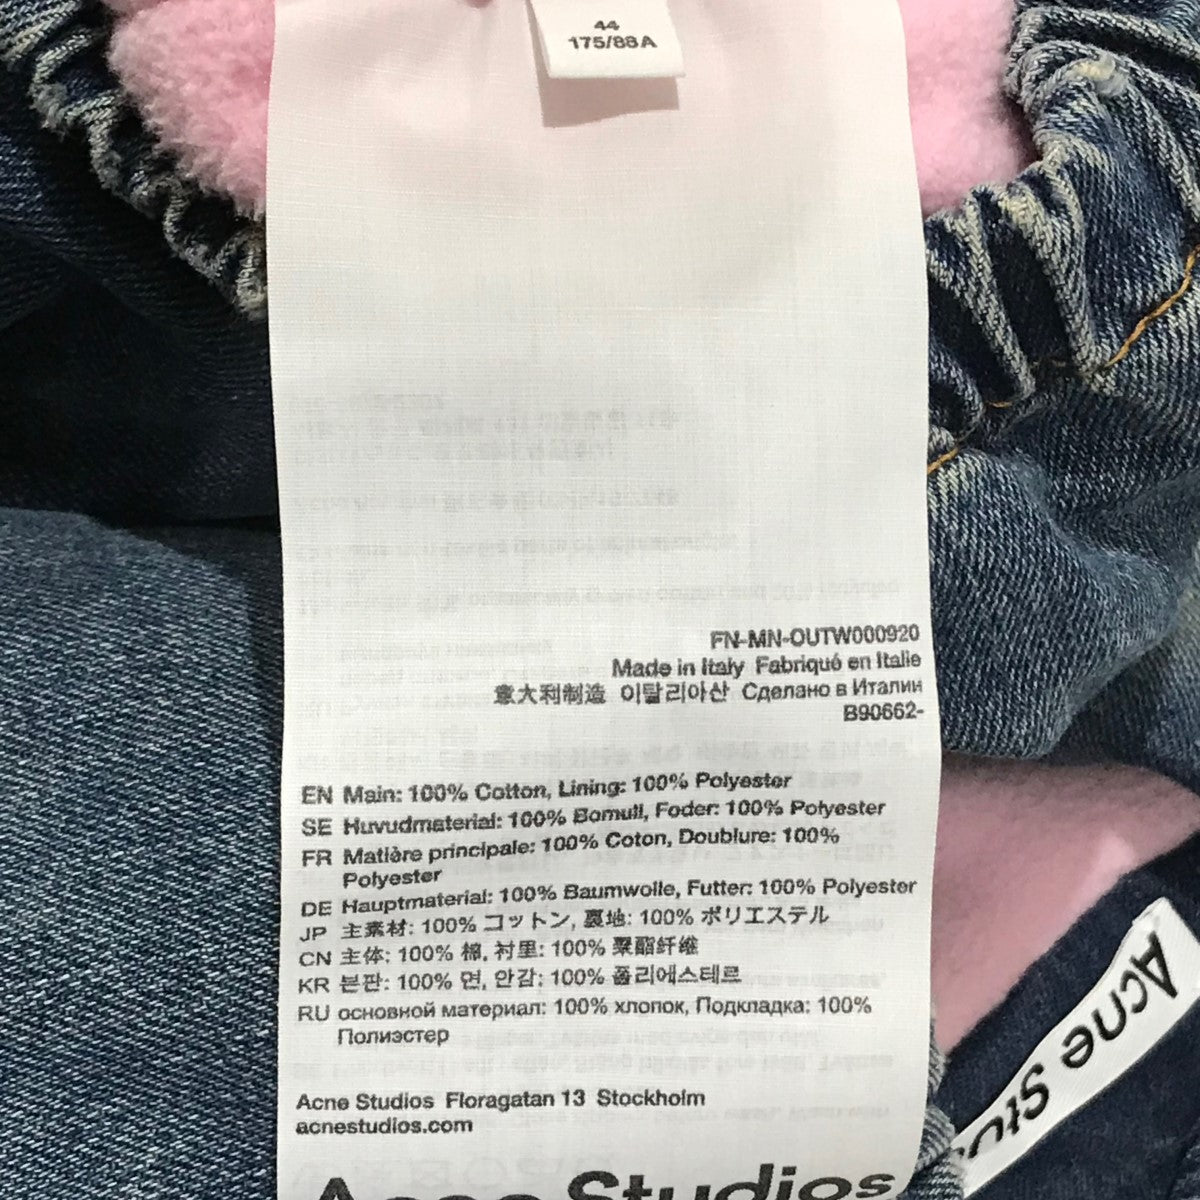 44
175/88A
FN-MN-OUTW000920
Made in Italy Fabriqué en Italie
意大利制造 이탈리아산 Сделано в Италии
B90662-
EN Main: 100% Cotton, Lining: 100% Polyester
SE Huvudmaterial: 100% Bomull, Foder: 100% Polyester
FR Matière principale: 100% Coton, Doublure: 100%
Polyester
DE Hauptmaterial: 100% Baumwolle, Futter: 100% Polyester
JP 主素材: 100% コットン, 裏地: 100% ポリエステル
CN 主体: 100% 棉, 衬里: 100% 聚酯纤维
KR 본판: 100% 면, 안감: 100% 폴리에스테르
RU основной материал: 100% хлопок, Подкладка: 100%
Полиэстер
Acne Studios Floragatan 13 Stockholm
acnestudios.com
Acne Studios
Acne Studios